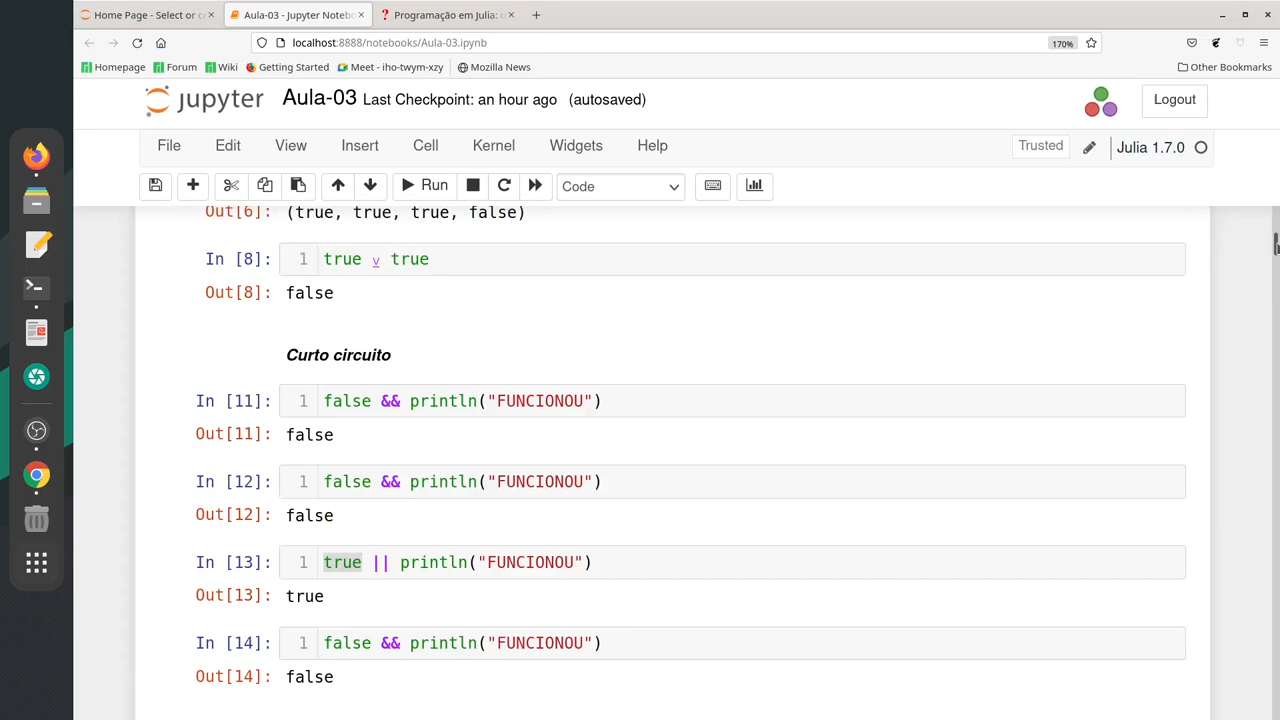 Home Page - Select or c
Aula-03 - Jupyter Notebo
Programação em Julia: u
localhost:8888/notebooks/Aula-03.ipynb
170%
Homepage
Forum
Wiki
Getting Started
Meet - iho-twym-xzy
Mozilla News
Other Bookmarks
jupyter
Aula-03 Last Checkpoint: an hour ago (autosaved)
Logout
File Edit View Insert Cell Kernel Widgets Help
Trusted
Julia 1.7.0
Run
Code
Out[6]: (true, true, true, false)
In [8]: 1 true ⊻ true
Out[8]: false
Curto circuito
In [11]: 1 false && println("FUNCIONOU")
Out[11]: false
In [12]: 1 false && println("FUNCIONOU")
Out[12]: false
In [13]: 1 true || println("FUNCIONOU")
Out[13]: true
In [14]: 1 false && println("FUNCIONOU")
Out[14]: false